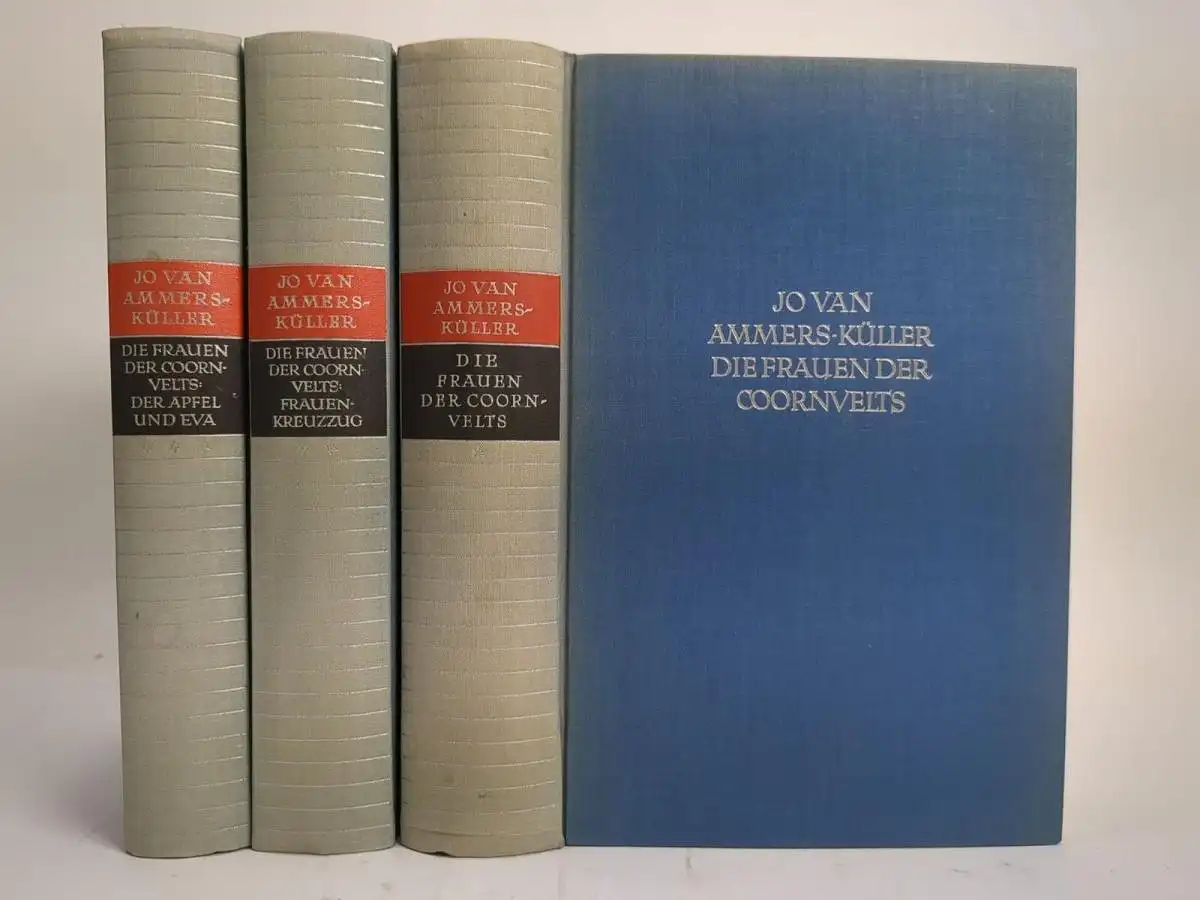 JO VAN
AMMERS-
KÜLLER
DIE FRAUEN
DER COORN-
VELTS:
DER APFEL
UND EVA
JO VAN
AMMERS-
KÜLLER
DIE FRAUEN
DER COORN-
VELTS:
FRAUEN-
KREUZZUG
JO VAN
AMMERS-
KÜLLER
DIE
FRAUEN
DER COORN-
VELTS
JO VAN
AMMERS-KÜLLER
DIE FRAUEN DER
COORNVELTS